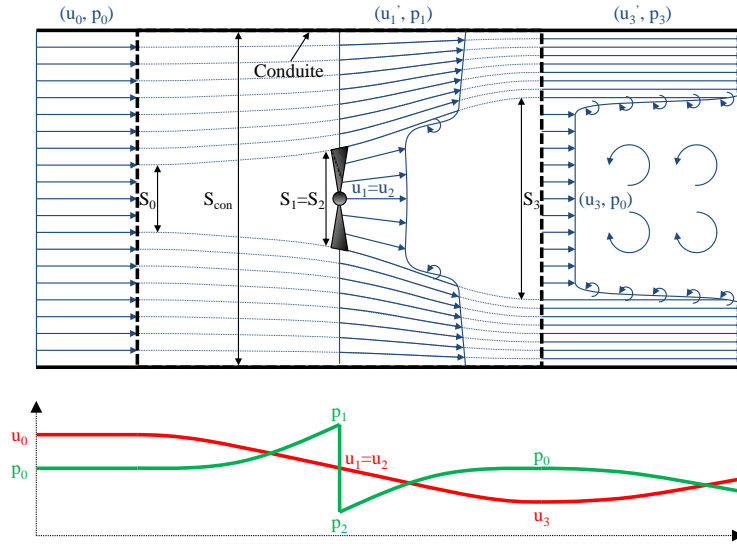 (u0, p0)
(u1', p1)
(u3', p3)
Conduite
S0
Scon
S1=S2
u1=u2
S3
(u3, p0)
p1
u0
u1=u2
p0
p0
p2
u3